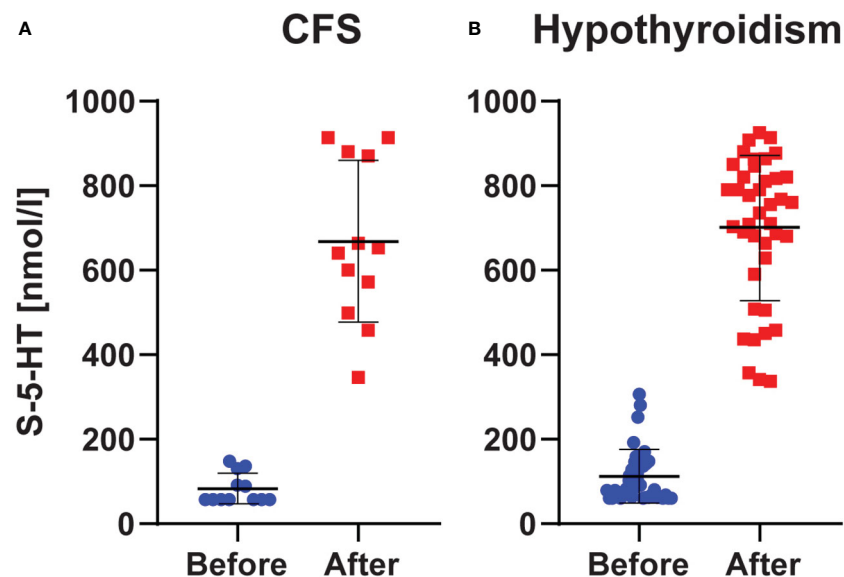 A
CFS
S-5-HT [nmol/l]
1000
800
600
400
200
0
Before
After
B
Hypothyroidism
1000
800
600
400
200
0
Before
After